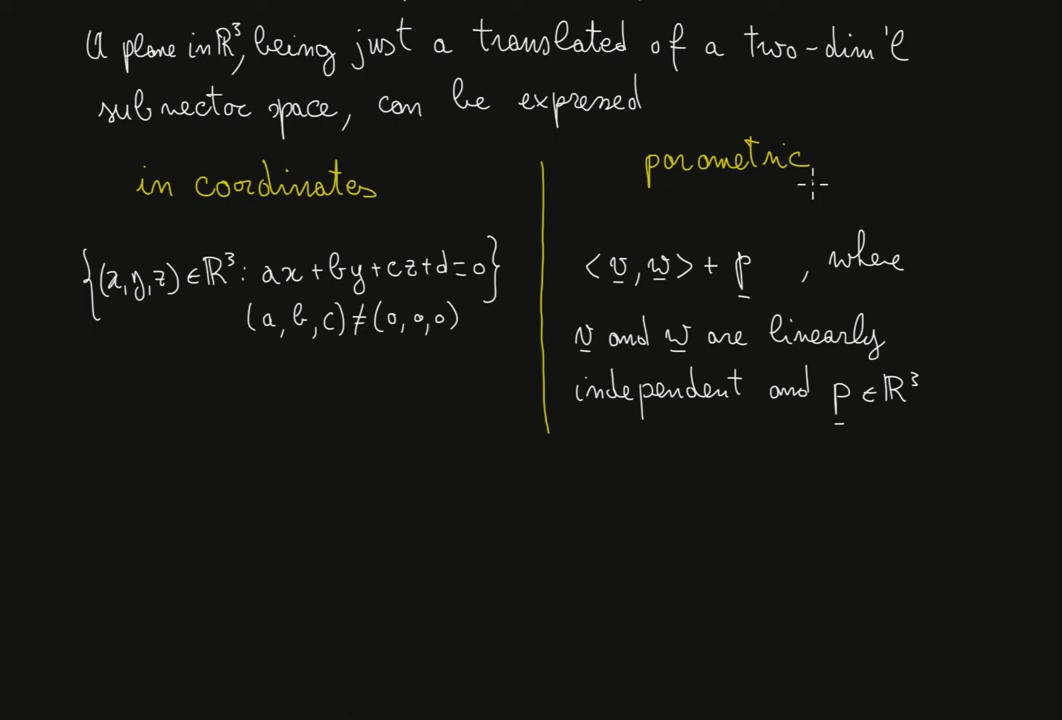 A plane in ℝ³, being just a translated of a two-dim'l
subvector space, can be expressed
in coordinates
{(x, y, z) ∈ ℝ³: ax + by + cz + d = 0}
(a, b, c) ≠ (0, 0, 0)
parametric
<v, w> + p , where
v and w are linearly
independent and p ∈ ℝ³